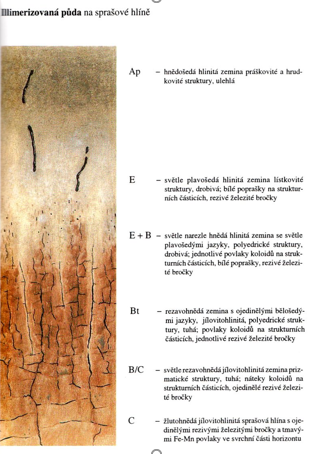 Illimerizovaná půda na sprašové hlíně
Ap – hnědošedá hlinitá zemina práškovité a hrud-
kovité struktury, ulehlá
E – světle plavošedá hlinitá zemina lístkovité
struktury, drobivá; bílé poprašky na struktur-
ních částicích, rezivé železité bročky
E + B – světle narezle hnědá hlinitá zemina se světle
plavošedými jazyky, polyedrické struktury,
drobivá; jednotlivé povlaky koloidů na struk-
turních částicích, bílé poprašky, rezivé železi-
té bročky
Bt – rezavohnědá zemina s ojedinělými bělošedý-
mi jazyky, jílovitohlinitá, polyedrické struk-
tury, tuhá; povlaky koloidů na strukturních
částicích, jednotlivé rezivé železité bročky
B/C – světle rezavohnědá jílovitohlinitá zemina priz-
matické struktury, tuhá; náteky koloidů na
strukturních částicích, ojedinělé rezivé železi-
té bročky
C – žlutohnědá jílovitohlinitá sprašová hlína s oje-
dinělými rezivými železitými bročky a tmavý-
mi Fe-Mn povlaky ve svrchní části horizontu